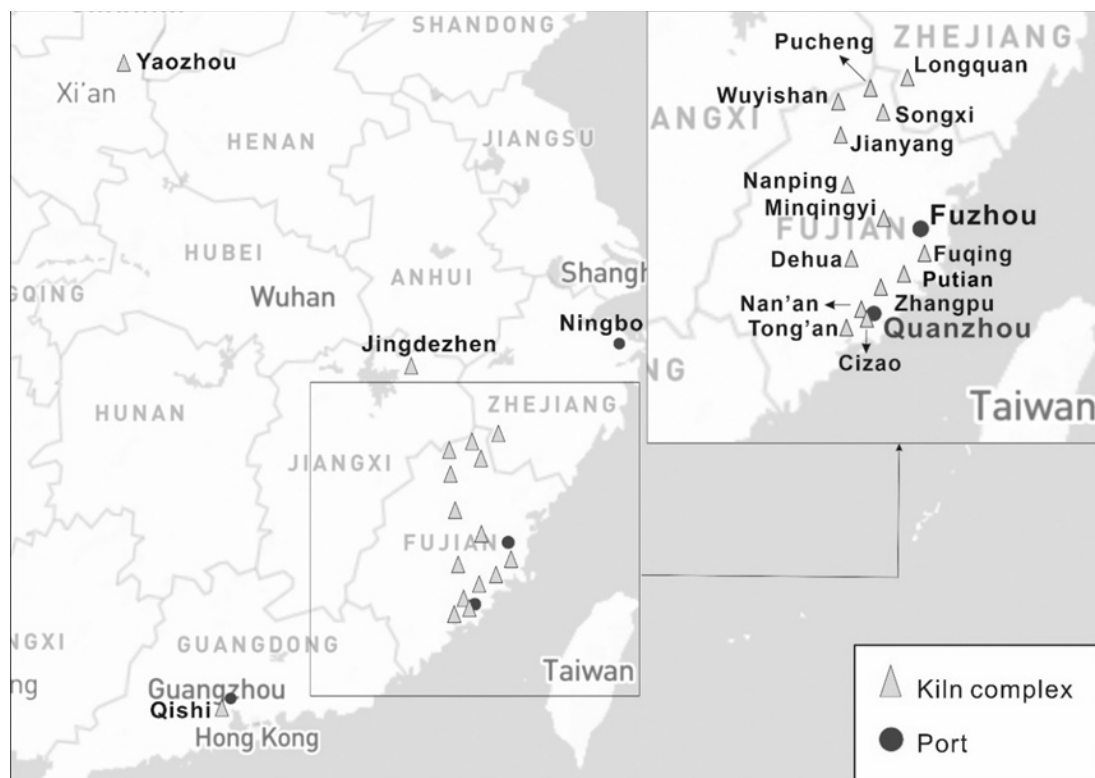 SHANDONG
Yaozhou
Xi'an
HENAN
JIANGSU
HUBEI
ANHUI
Shangh
QING
Wuhan
Ningbo
Jingdezhen
HUNAN
ZHEJIANG
JIANGXI
FUJIAN
NGXI
GUANGDONG
ng
Guangzhou
Qishi
Hong Kong
Taiwan
Pucheng
ZHEJIANG
Longquan
Wuyishan
ANGXI
Songxi
Jianyang
Nanping
Minqingyi
Fuzhou
FUJIAN
Dehua
Fuqing
Putian
Nan'an
Zhangpu
Tong'an
Quanzhou
NG
Cizao
Taiwan
Kiln complex
Port